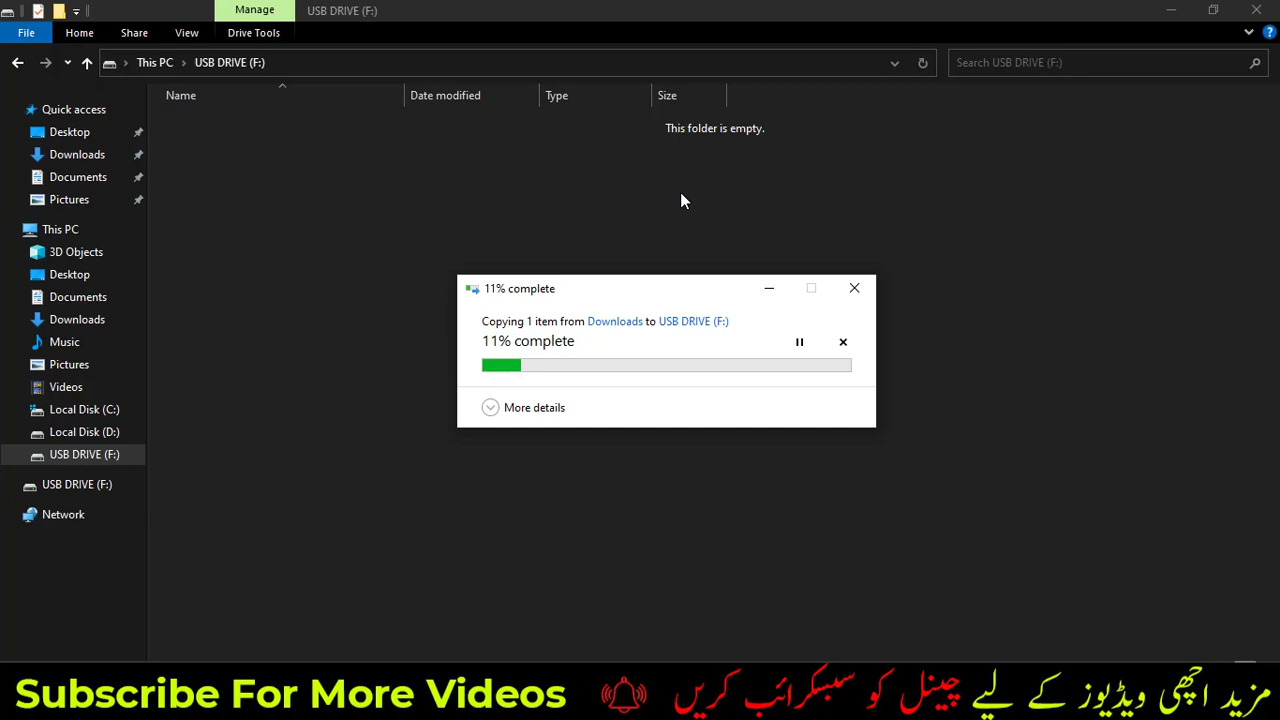 Manage
USB DRIVE (F:)
File
Home
Share
View
Drive Tools
This PC
USB DRIVE (F:)
Search USB DRIVE (F:)
Name
Date modified
Type
Size
This folder is empty.
Quick access
Desktop
Downloads
Documents
Pictures
This PC
3D Objects
Desktop
Documents
Downloads
Music
Pictures
Videos
Local Disk (C:)
Local Disk (D:)
USB DRIVE (F:)
USB DRIVE (F:)
Network
11% complete
Copying 1 item from Downloads to USB DRIVE (F:)
11% complete
More details
Subscribe For More Videos
مزید اچھی ویڈیوز کے لیے چینل کو سبسکرائب کریں